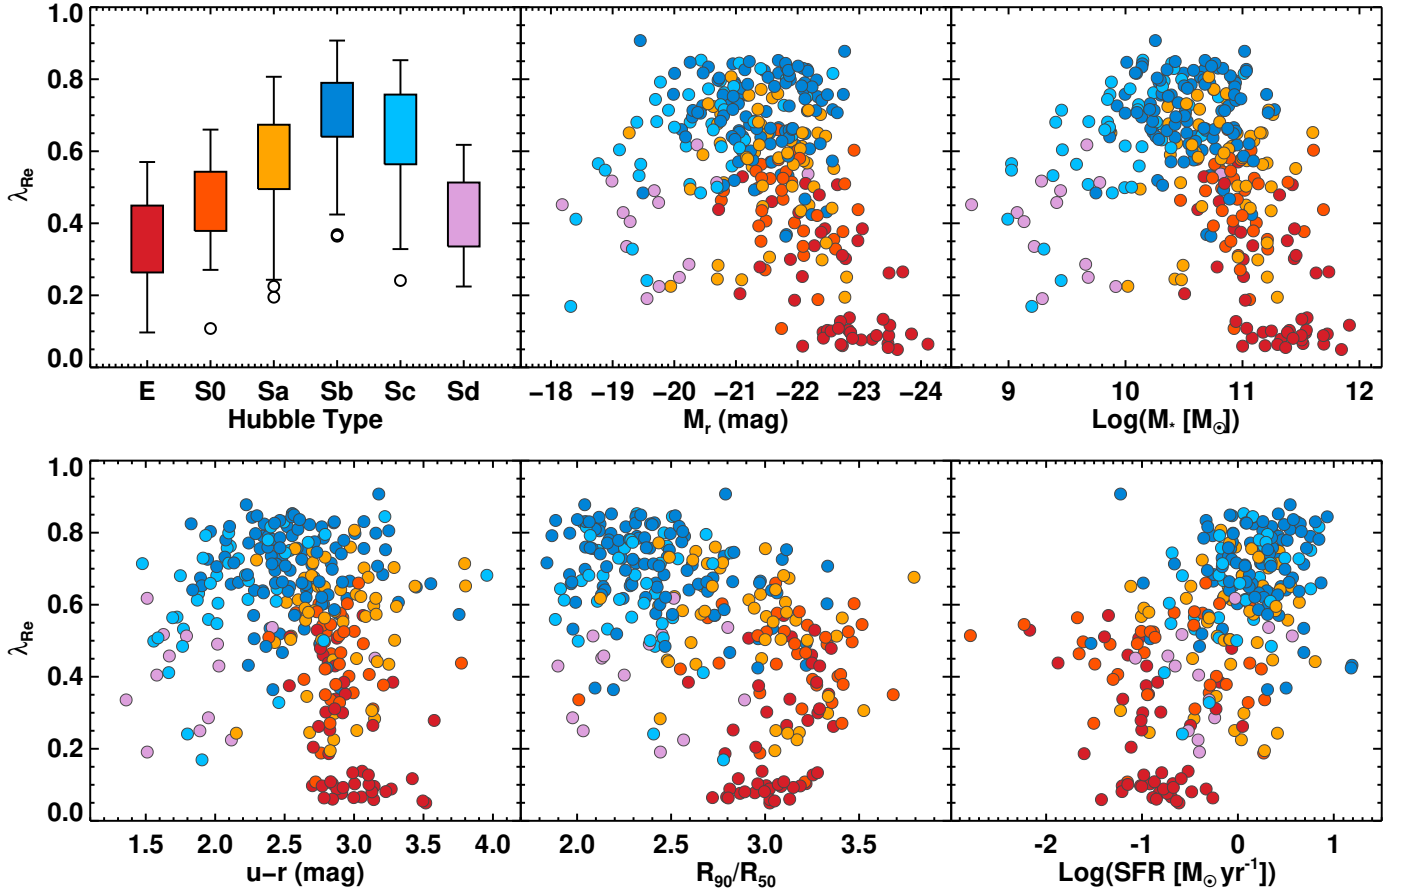 1.0
0.8
0.6
0.4
0.2
0.0
λRe
E S0 Sa Sb Sc Sd
Hubble Type
−18 −19 −20 −21 −22 −23 −24
Mr (mag)
9 10 11 12
Log(M* [M⊙])
1.0
0.8
0.6
0.4
0.2
0.0
λRe
1.5 2.0 2.5 3.0 3.5 4.0
u−r (mag)
2.0 2.5 3.0 3.5
R90/R50
-2 -1 0 1
Log(SFR [M⊙ yr-1])